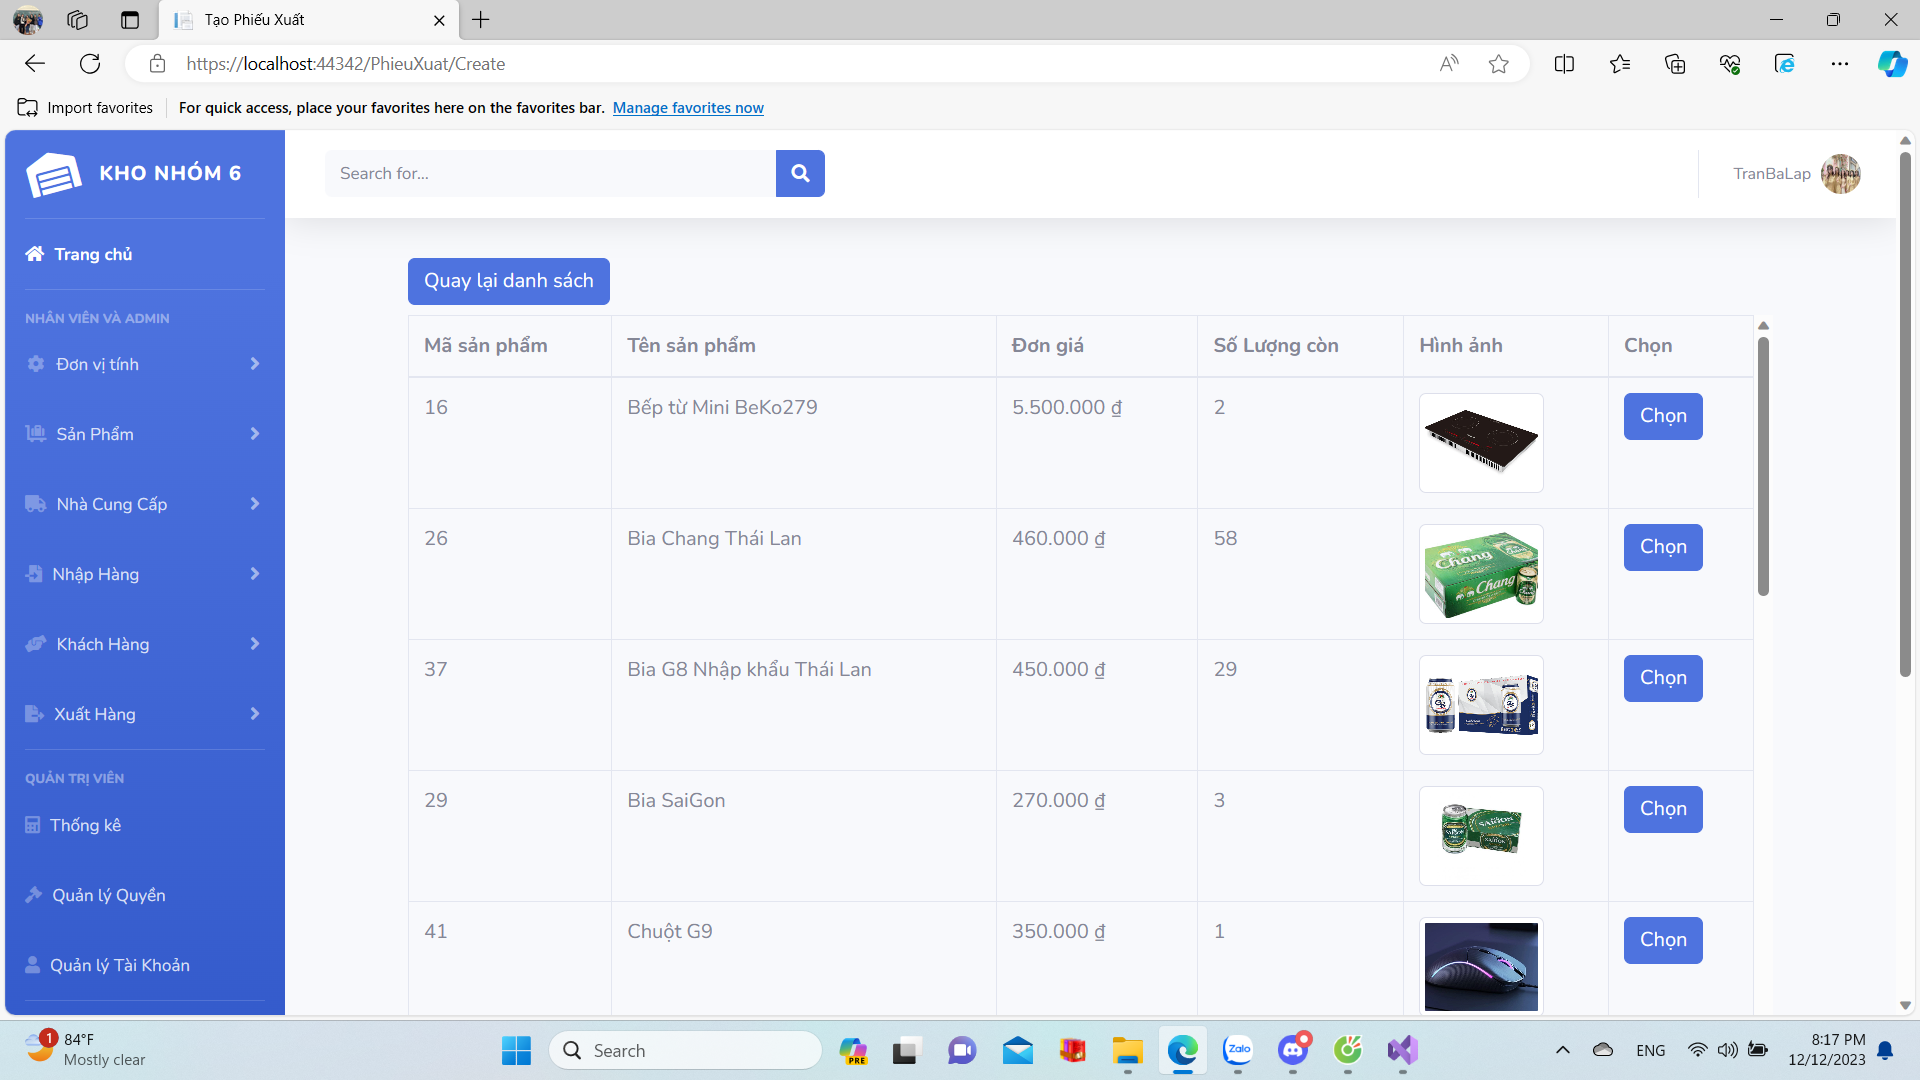 Tạo Phiếu Xuất
https://localhost:44342/PhieuXuat/Create
Import favorites
For quick access, place your favorites here on the favorites bar. Manage favorites now
KHO NHÓM 6
Search for...
TranBaLap
Trang chủ
NHÂN VIÊN VÀ ADMIN
Đơn vị tính
Sản Phẩm
Nhà Cung Cấp
Nhập Hàng
Khách Hàng
Xuất Hàng
QUẢN TRỊ VIÊN
Thống kê
Quản lý Quyền
Quản lý Tài Khoản
Quay lại danh sách
Mã sản phẩm Tên sản phẩm Đơn giá Số Lượng còn Hình ảnh Chọn
16 Bếp từ Mini BeKo279 5.500.000 ₫ 2 Chọn
26 Bia Chang Thái Lan 460.000 ₫ 58 Chọn
Chang
Chang
37 Bia G8 Nhập khẩu Thái Lan 450.000 ₫ 29 Chọn
29 Bia SaiGon 270.000 ₫ 3 Chọn
SAIGON
41 Chuột G9 350.000 ₫ 1 Chọn
1
84°F
Mostly clear
Search
PRE
Zalo
ENG
8:17 PM
12/12/2023